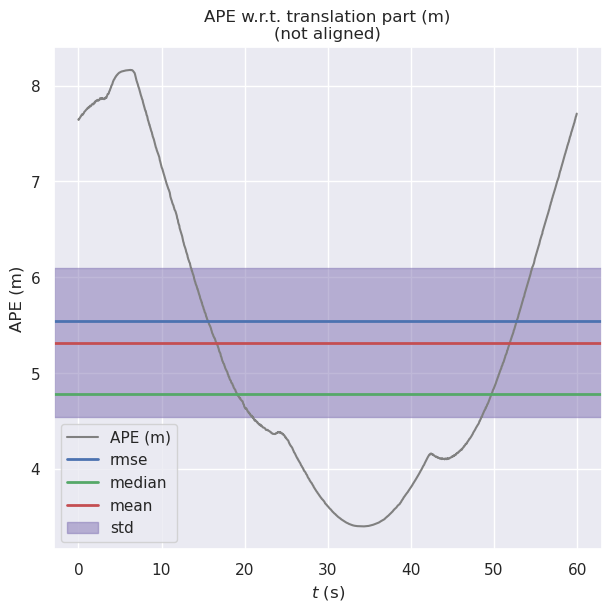 APE w.r.t. translation part (m)
(not aligned)
APE (m)
8
7
6
5
4
APE (m)
rmse
median
mean
std
0 10 20 30 40 50 60
t (s)